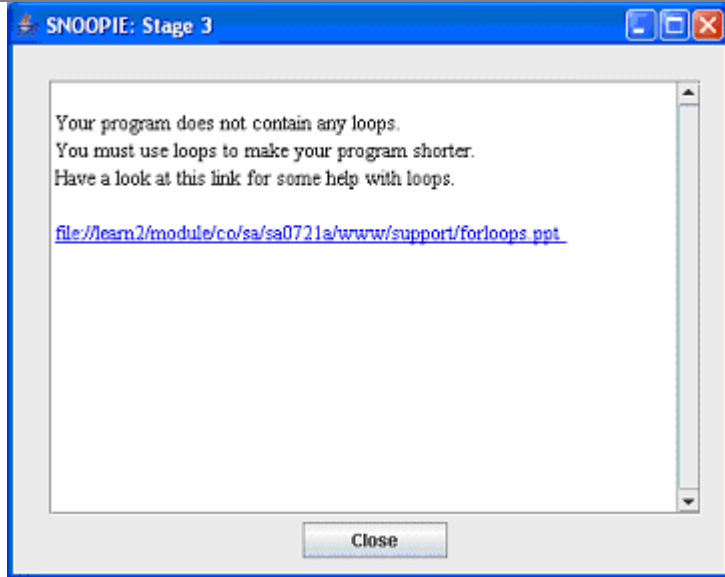 SNOOPIE: Stage 3
Your program does not contain any loops.
You must use loops to make your program shorter.
Have a look at this link for some help with loops.
file://learn2/module/co/sa/sa0721a/www/support/forloops.ppt
Close